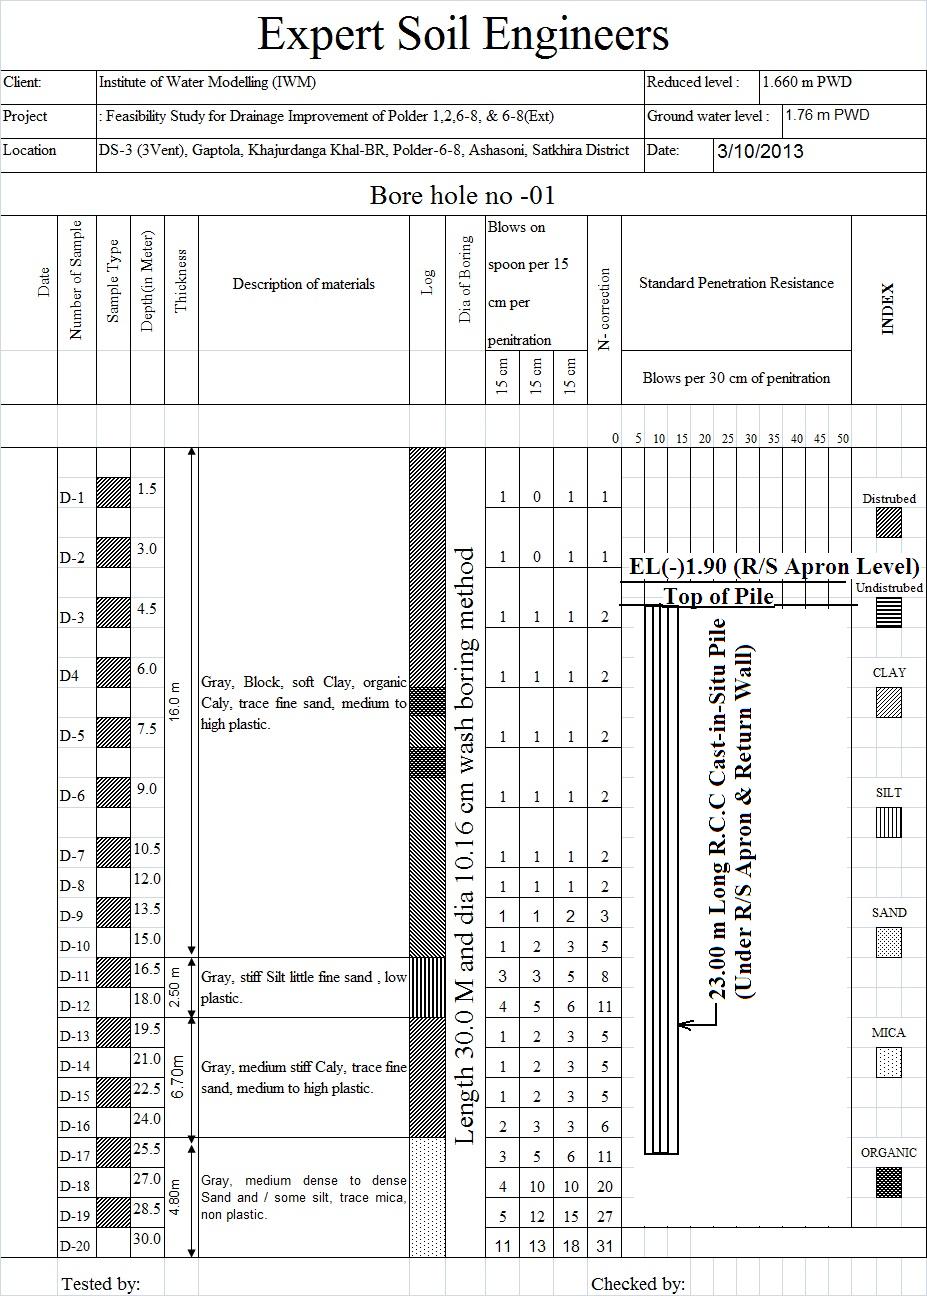 Expert Soil Engineers
Client: Institute of Water Modelling (IWM) Reduced level : 1.660 m PWD
Project : Feasibility Study for Drainage Improvement of Polder 1,2,6-8, & 6-8(Ext) Ground water level : 1.76 m PWD
Location DS-3 (3Vent), Gaptola, Khajurdanga Khal-BR, Polder-6-8, Ashasoni, Satkhira District Date: 3/10/2013
Bore hole no -01
Date
Number of Sample
Sample Type
Depth(in Meter)
Thickness
Description of materials
Log
Dia of Boring
Blows on
spoon per 15
cm per
penitration
15 cm
15 cm
15 cm
N- correction
Standard Penetration Resistance
Blows per 30 cm of penitration
INDEX
0 5 10 15 20 25 30 35 40 45 50
D-1 1.5 1 0 1 1
D-2 3.0 1 0 1 1
D-3 4.5 1 1 1 2
D4 6.0 1 1 1 2
D-5 7.5 1 1 1 2
D-6 9.0 1 1 1 2
D-7 10.5 1 1 1 2
D-8 12.0 1 1 1 2
D-9 13.5 1 1 2 3
D-10 15.0 1 2 3 5
D-11 16.5 3 3 5 8
D-12 18.0 4 5 6 11
D-13 19.5 1 2 3 5
D-14 21.0 1 2 3 5
D-15 22.5 1 2 3 5
D-16 24.0 2 3 3 6
D-17 25.5 3 5 6 11
D-18 27.0 4 10 10 20
D-19 28.5 5 12 15 27
D-20 30.0 11 13 18 31
16.0 m
Gray, Block, soft Clay, organic
Caly, trace fine sand, medium to
high plastic.
2.50 m
Gray, stiff Silt little fine sand , low
plastic.
6.70m
Gray, medium stiff Caly, trace fine
sand, medium to high plastic.
4.80m
Gray, medium dense to dense
Sand and / some silt, trace mica,
non plastic.
Length 30.0 M and dia 10.16 cm wash boring method
EL(-)1.90 (R/S Apron Level)
Top of Pile
23.00 m Long R.C.C Cast-in-Situ Pile
(Under R/S Apron & Return Wall)
Distrubed
Undistrubed
CLAY
SILT
SAND
MICA
ORGANIC
Tested by: Checked by: